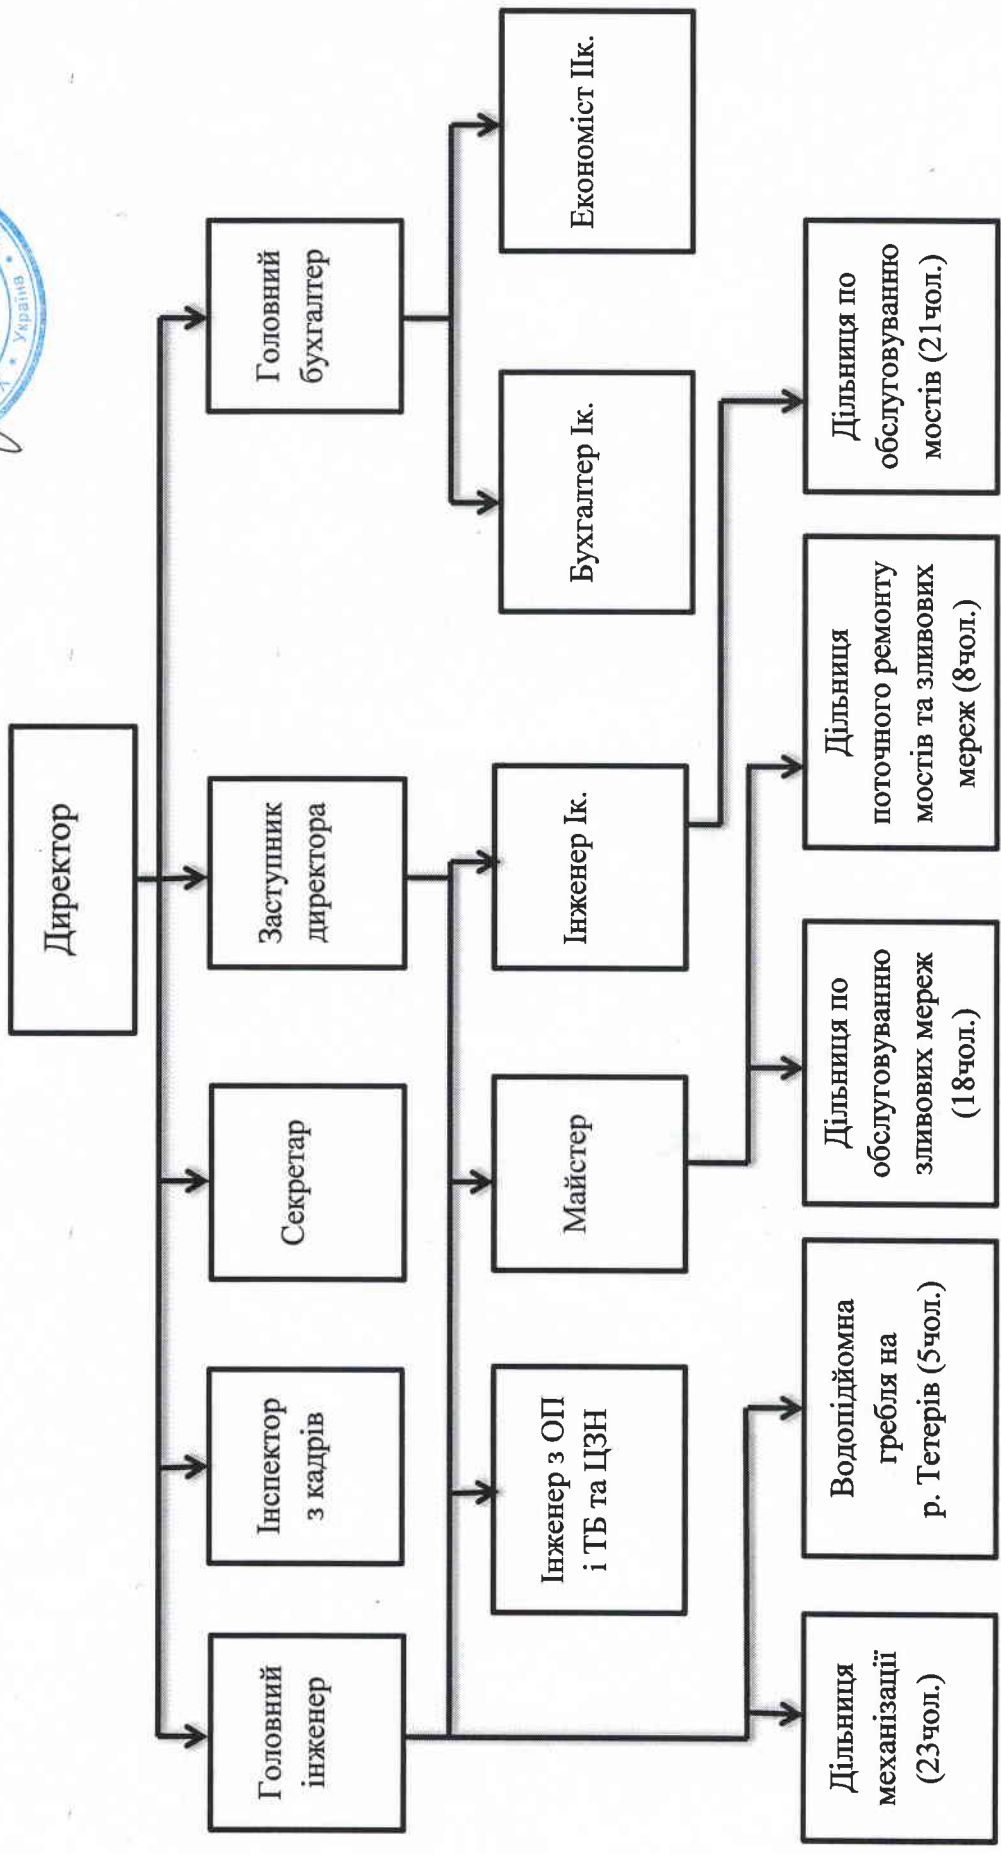 Україна
Директор
Головний
інженер
Інспектор
з кадрів
Секретар
Заступник
директора
Головний
бухгалтер
Інженер з ОП
і ТБ та ЦЗН
Майстер
Інженер Ік.
Бухгалтер Ік.
Економіст ІІк.
Дільниця
механізації
(23чол.)
Водопідйомна
гребля на
р. Тетерів (5чол.)
Дільниця по
обслуговуванню
зливових мереж
(18чол.)
Дільниця
поточного ремонту
мостів та зливових
мереж (8чол.)
Дільниця по
обслуговуванню
мостів (21чол.)